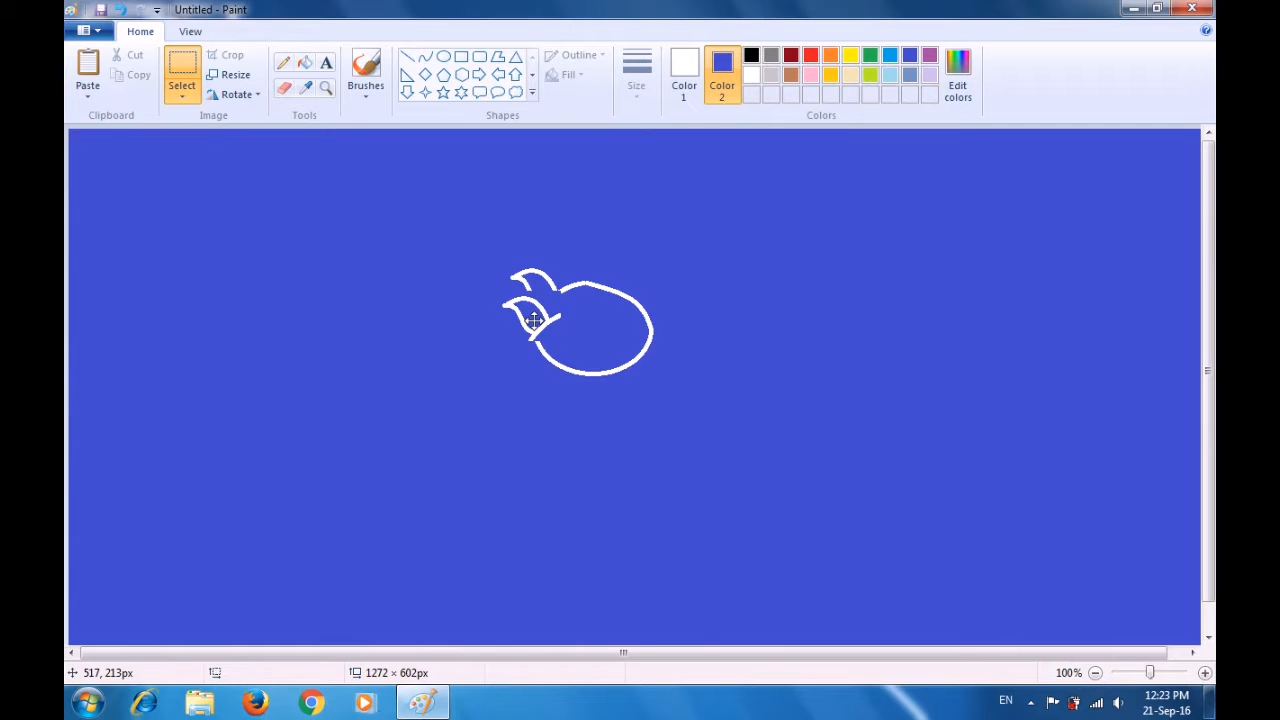 Untitled - Paint
Home View
Paste
Cut
Copy
Clipboard
Select
Crop
Resize
Rotate
Image
A
Tools
Brushes
Outline
Fill
Shapes
Size
Color 1
Color 2
Edit colors
Colors
517, 213px
1272 × 602px
100%
EN
12:23 PM
21-Sep-16